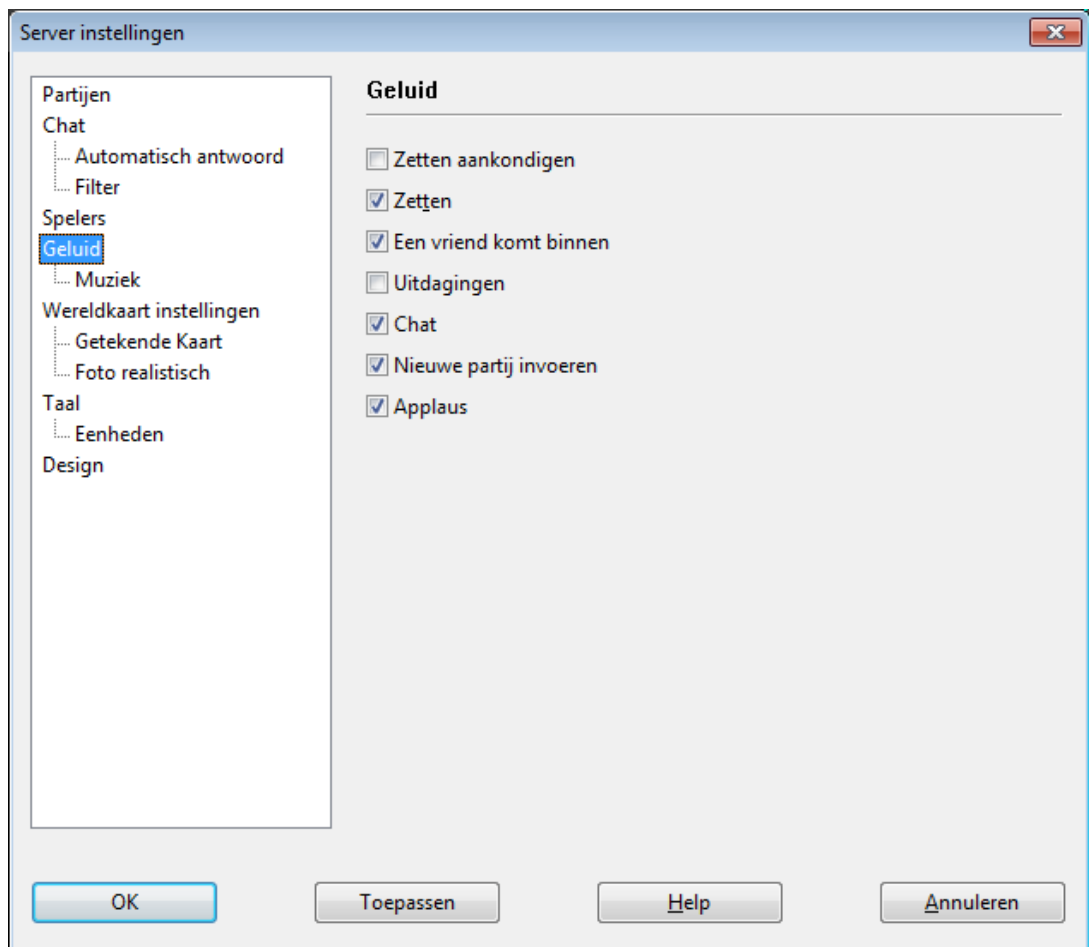 Server instellingen
Partijen
Chat
Automatisch antwoord
Filter
Spelers
Geluid
Muziek
Wereldkaart instellingen
Getekende Kaart
Foto realistisch
Taal
Eenheden
Design
Geluid
Zetten aankondigen
Zetten
Een vriend komt binnen
Uitdagingen
Chat
Nieuwe partij invoeren
Applaus
OK
Toepassen
Help
Annuleren